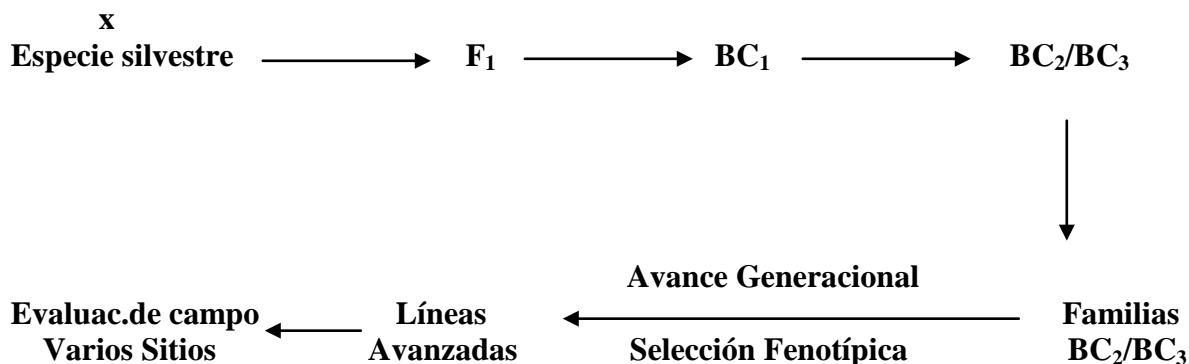 x
Especie silvestre F₁ BC₁ BC₂/BC₃
Avance Generacional
Evaluac.de campo Líneas Familias
Varios Sitios Avanzadas Selección Fenotípica BC₂/BC₃